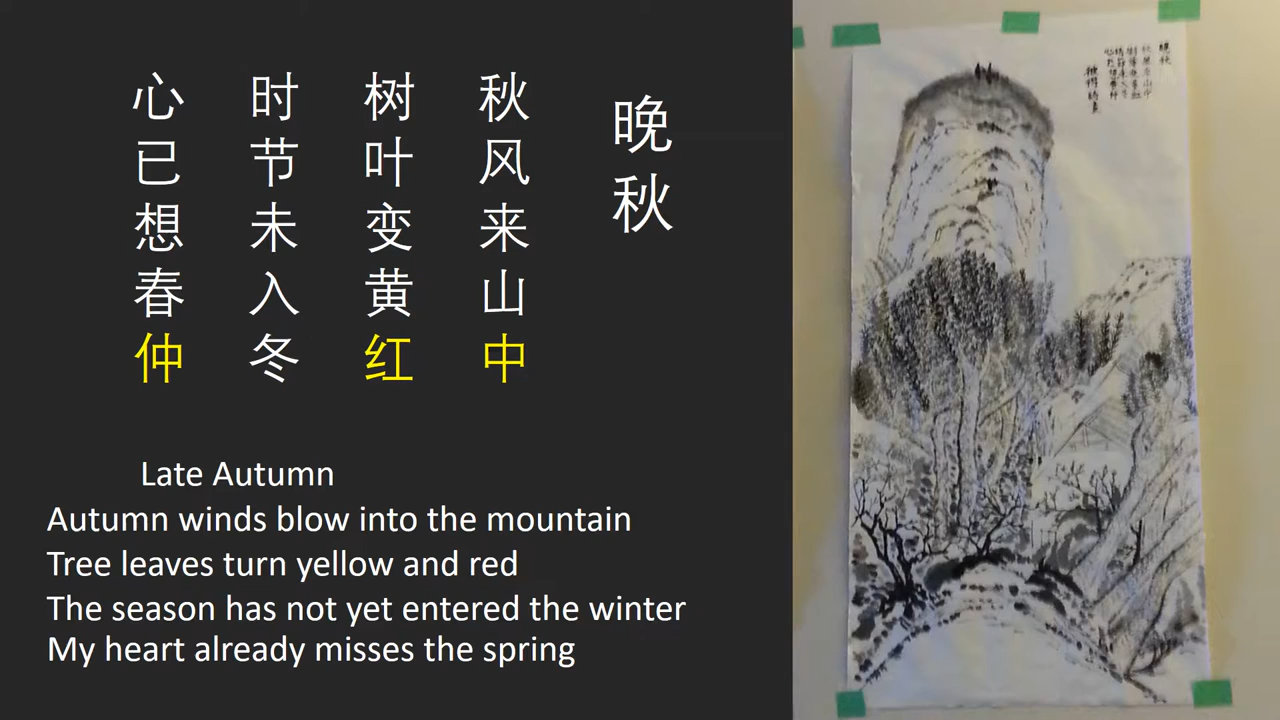 晚秋
秋风来山中
树叶变黄红
时节未入冬
心已想春仲
Late Autumn
Autumn winds blow into the mountain
Tree leaves turn yellow and red
The season has not yet entered the winter
My heart already misses the spring